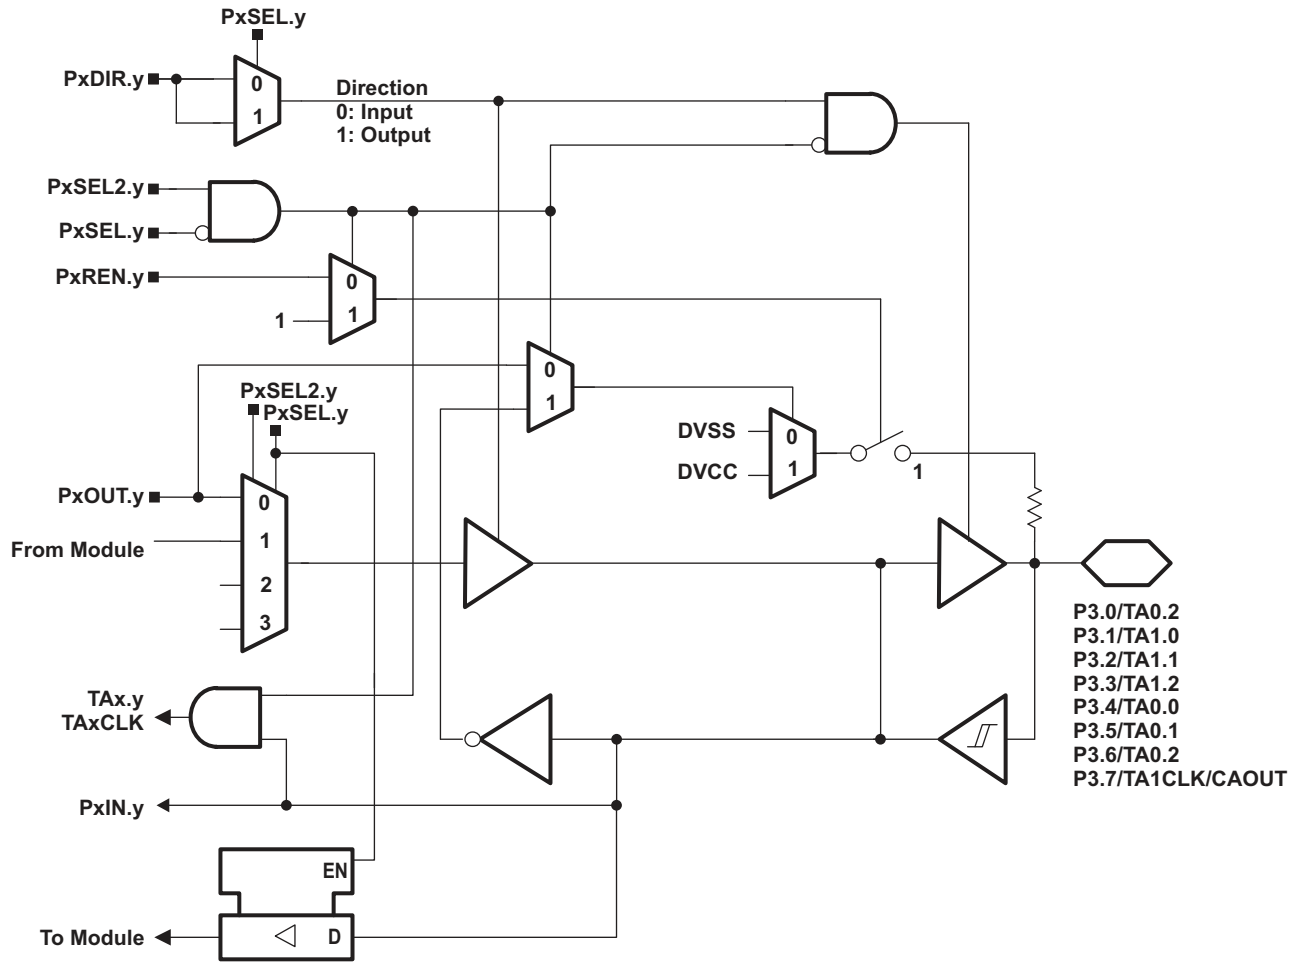 PxSEL.y
PxDIR.y
0
1
Direction
0: Input
1: Output
PxSEL2.y
PxSEL.y
PxREN.y
0
1
1
0
1
PxSEL2.y
PxSEL.y
DVSS
DVCC
0
1
1
PxOUT.y
From Module
0
1
2
3
P3.0/TA0.2
P3.1/TA1.0
P3.2/TA1.1
P3.3/TA1.2
P3.4/TA0.0
P3.5/TA0.1
P3.6/TA0.2
P3.7/TA1CLK/CAOUT
TAx.y
TAxCLK
PxIN.y
EN
D
To Module